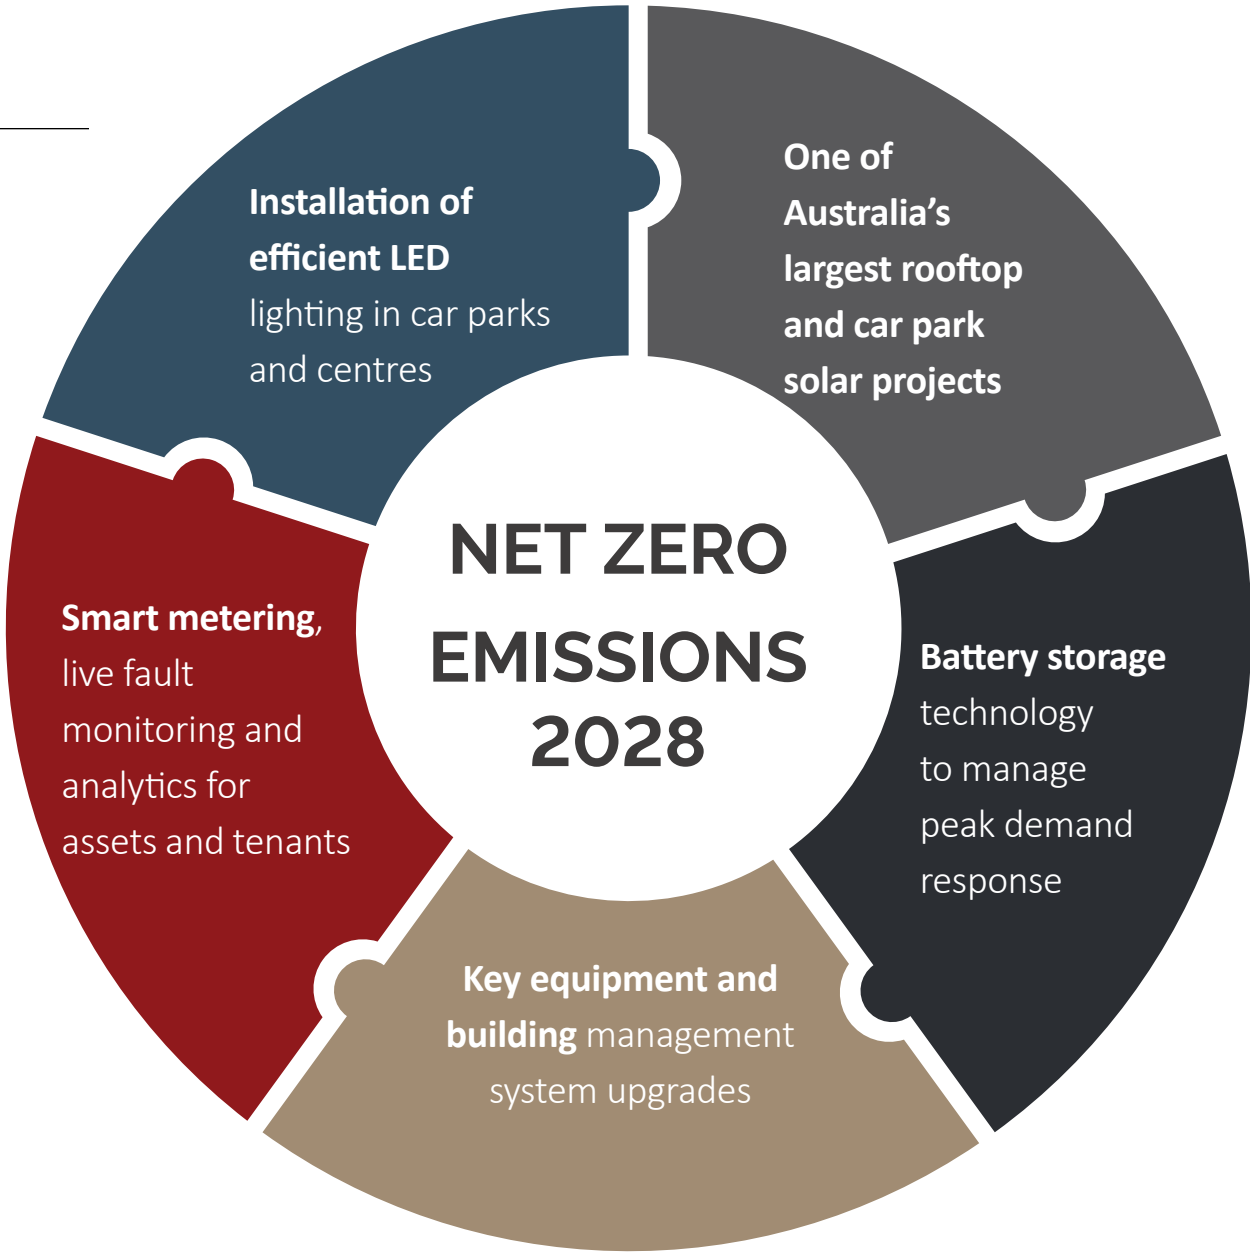 Installation of
efficient LED
lighting in car parks
and centres
One of
Australia’s
largest rooftop
and car park
solar projects
NET ZERO
EMISSIONS
2028
Smart metering,
live fault
monitoring and
analytics for
assets and tenants
Battery storage
technology
to manage
peak demand
response
Key equipment and
building management
system upgrades